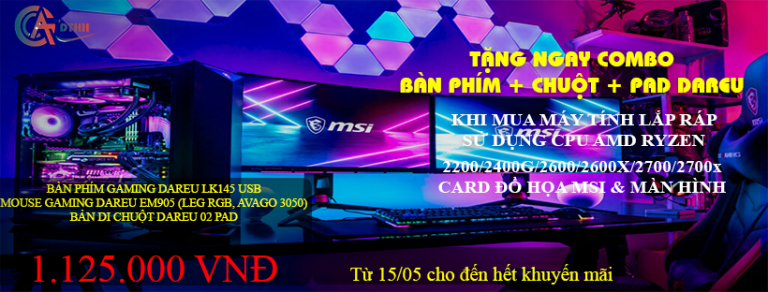 DTHH
TẶNG NGAY COMBO
BÀN PHÍM + CHUỘT + PAD DAREU
KHI MUA MÁY TÍNH LẮP RÁP
SỬ DỤNG CPU AMD RYZEN
2200/2400G/2600/2600X/2700/2700x
CARD ĐỒ HỌA MSI & MÀN HÌNH
msi
BÀN PHÍM GAMING DAREU LK145 USB
MOUSE GAMING DAREU EM905 (LEG RGB, AVAGO 3050)
BÀN DI CHUỘT DAREU 02 PAD
1.125.000 VNĐ
Từ 15/05 cho đến hết khuyến mãi